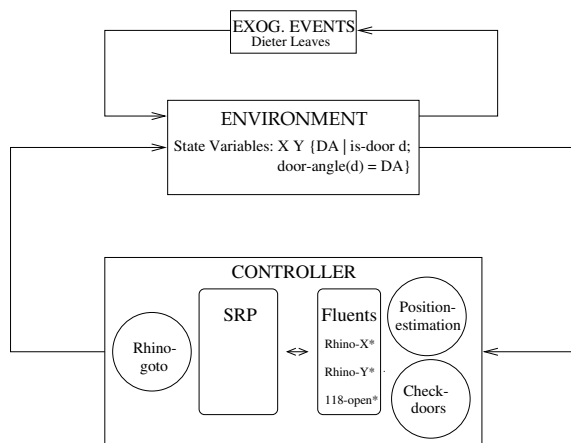 EXOG. EVENTS
Dieter Leaves
ENVIRONMENT
State Variables: X Y {DA | is-door d;
door-angle(d) = DA}
CONTROLLER
SRP
Fluents
Rhino-X*
Rhino-Y*
118-open*
Position-
estimation
Rhino-
goto
Check-
doors